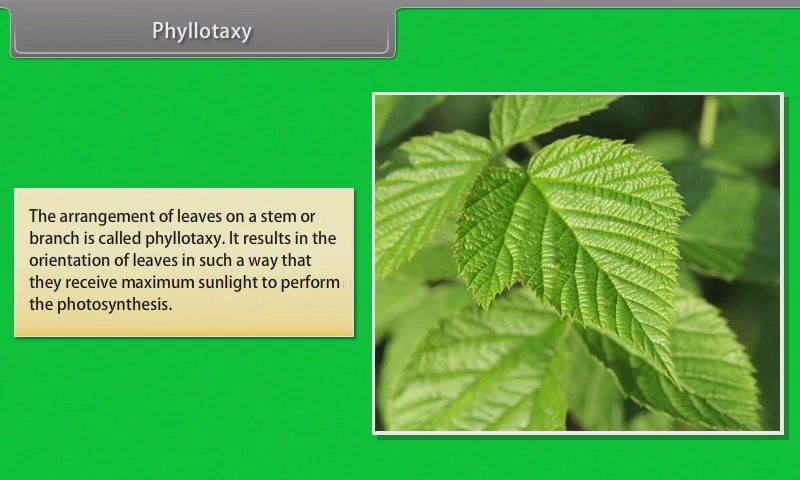 Phyllotaxy
The arrangement of leaves on a stem or
branch is called phyllotaxy. It results in the
orientation of leaves in such a way that
they receive maximum sunlight to perform
the photosynthesis.